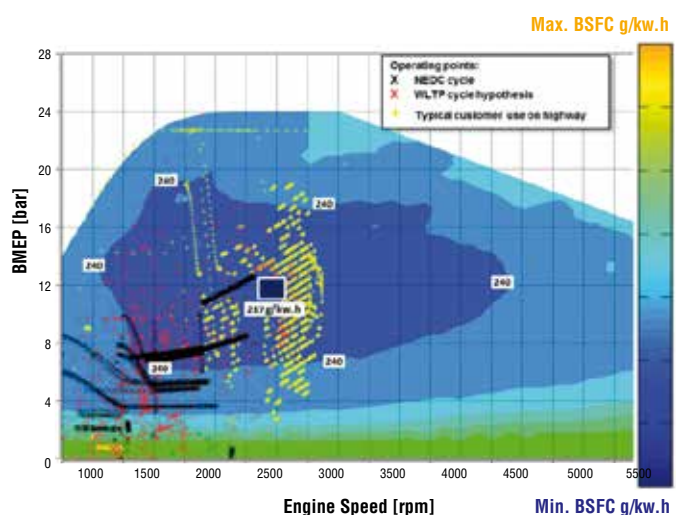 Max. BSFC g/kw.h
Operating points:
X NEDC cycle
X WLTP cycle hypothesis
Typical customer use on highway
BMEP [bar]
28
24
20
16
12
8
4
0
240
240
240
240
237g/kw.h
240
240
1000 1500 2000 2500 3000 3500 4000 4500 5000 5500
Engine Speed [rpm]
Min. BSFC g/kw.h